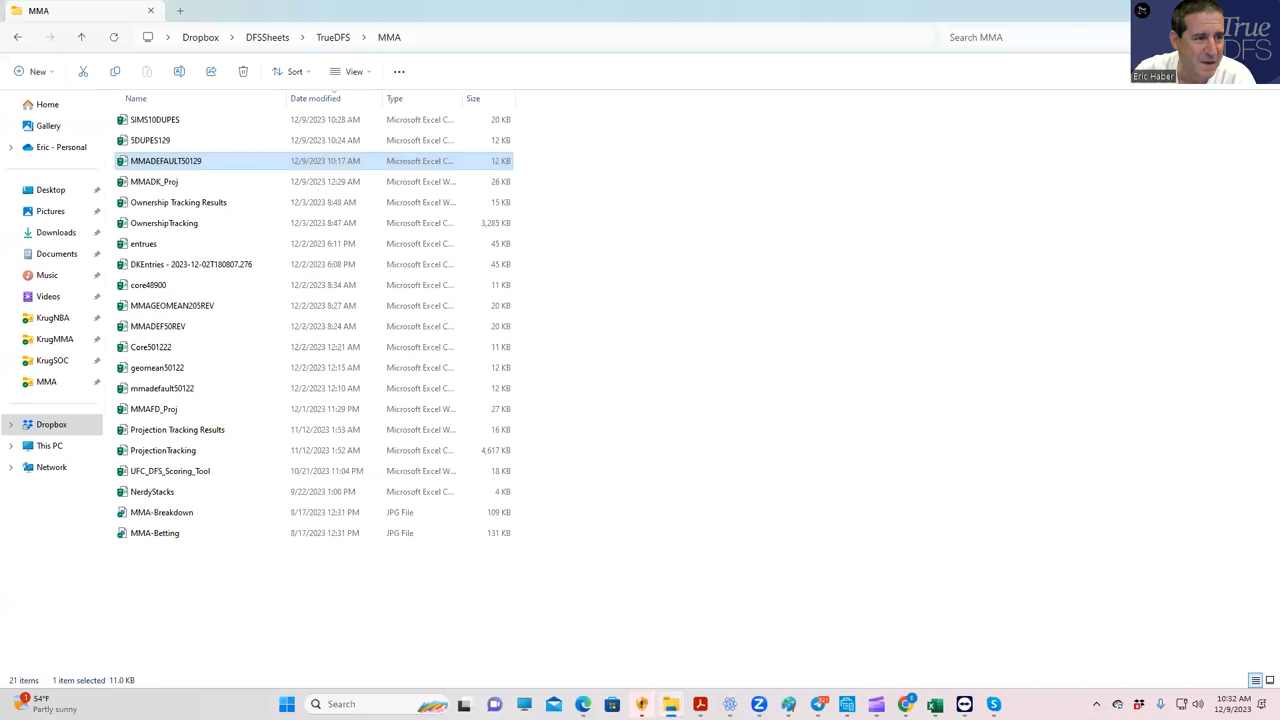 MMA
Dropbox > DFSSheets > TrueDFS > MMA
Search MMA
New
Sort
View
Name Date modified Type Size
SIMS10DUPES 12/9/2023 10:28 AM Microsoft Excel C... 20 KB
5DUPES129 12/9/2023 10:24 AM Microsoft Excel C... 12 KB
MMADEFAULT50129 12/9/2023 10:17 AM Microsoft Excel C... 12 KB
MMADK_Proj 12/9/2023 12:29 AM Microsoft Excel W... 26 KB
Ownership Tracking Results 12/3/2023 8:48 AM Microsoft Excel W... 15 KB
OwnershipTracking 12/3/2023 8:47 AM Microsoft Excel C... 3,285 KB
entrues 12/2/2023 6:11 PM Microsoft Excel C... 45 KB
DKEntries - 2023-12-02T180807.276 12/2/2023 6:08 PM Microsoft Excel C... 45 KB
core48900 12/2/2023 8:34 AM Microsoft Excel C... 11 KB
MMAGEOMEAN205REV 12/2/2023 8:27 AM Microsoft Excel C... 20 KB
MMADEF50REV 12/2/2023 8:24 AM Microsoft Excel C... 20 KB
Core501222 12/2/2023 12:21 AM Microsoft Excel C... 11 KB
geomean50122 12/2/2023 12:15 AM Microsoft Excel C... 12 KB
mmadefault50122 12/2/2023 12:10 AM Microsoft Excel C... 12 KB
MMAFD_Proj 12/1/2023 11:29 PM Microsoft Excel W... 27 KB
Projection Tracking Results 11/12/2023 1:53 AM Microsoft Excel W... 16 KB
ProjectionTracking 11/12/2023 1:52 AM Microsoft Excel C... 4,617 KB
UFC_DFS_Scoring_Tool 10/21/2023 11:04 PM Microsoft Excel W... 18 KB
NerdyStacks 9/22/2023 1:00 PM Microsoft Excel C... 4 KB
MMA-Breakdown 8/17/2023 12:31 PM JPG File 109 KB
MMA-Betting 8/17/2023 12:31 PM JPG File 131 KB
Home
Gallery
Eric - Personal
Desktop
Pictures
Downloads
Documents
Music
Videos
KrugNBA
KrugMMA
KrugSOC
MMA
Dropbox
This PC
Network
True
DFS
Eric Haber
21 items 1 item selected 11.0 KB
54°F
Partly sunny
Search
10:32 AM
12/9/2023